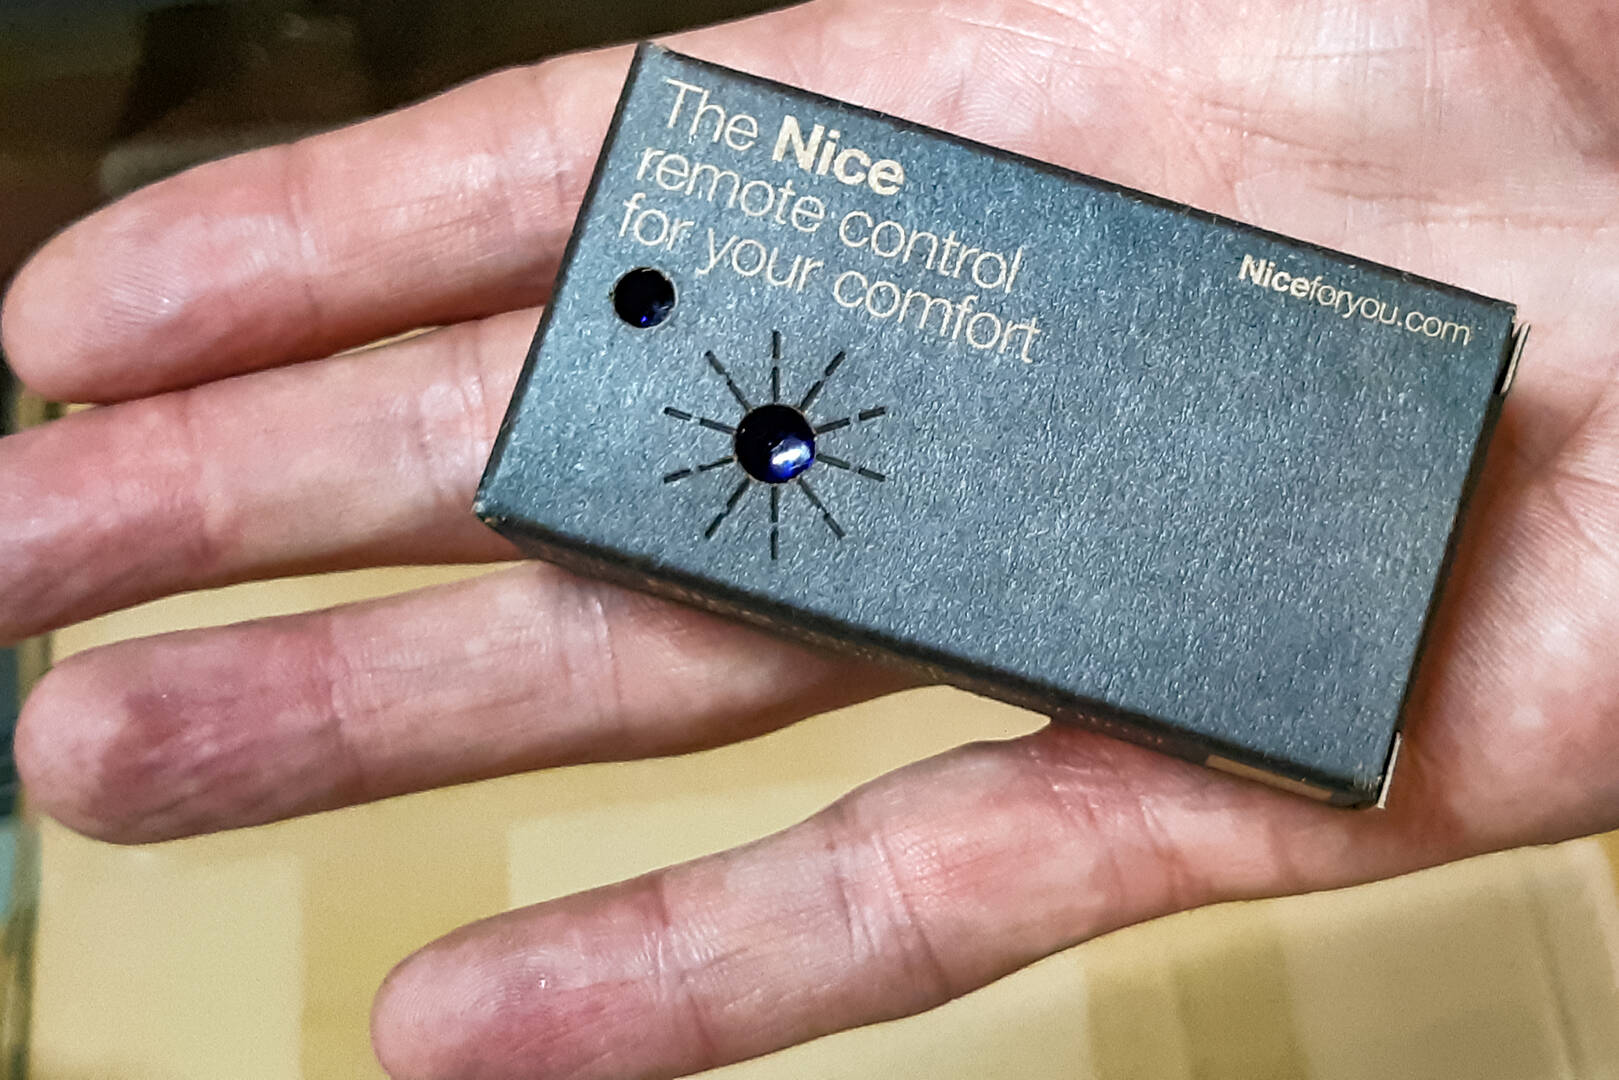 The Nice
remote control
for your comfort
Niceforyou.com